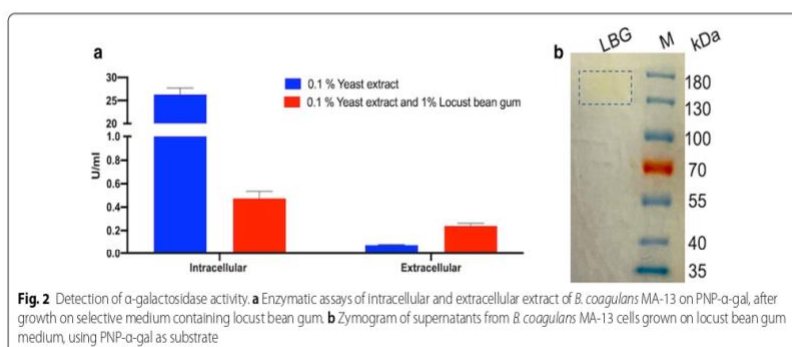 a
30
25
20
1.0
0.8
0.6
0.4
0.2
0.0
U/ml
0.1 % Yeast extract
0.1 % Yeast extract and 1% Locust bean gum
Intracellular
Extracellular
b
LBG M kDa
180
130
100
70
55
40
35
Fig. 2 Detection of α-galactosidase activity. a Enzymatic assays of intracellular and extracellular extract of B. coagulans MA-13 on PNP-α-gal, after
growth on selective medium containing locust bean gum. b Zymogram of supernatants from B. coagulans MA-13 cells grown on locust bean gum
medium, using PNP-α-gal as substrate